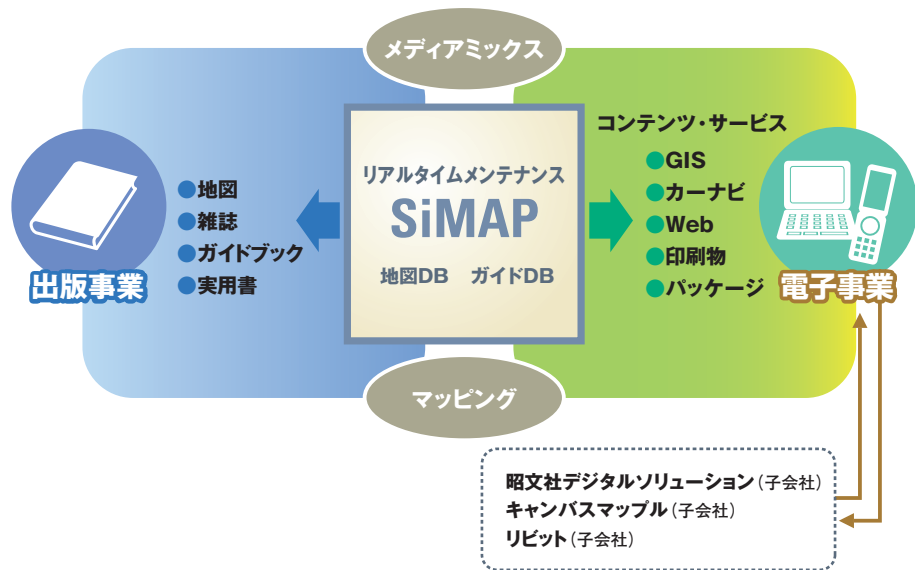 メディアミックス
出版事業
●地図
●雑誌
●ガイドブック
●実用書
リアルタイムメンテナンス
SiMAP
地図DB ガイドDB
コンテンツ・サービス
●GIS
●カーナビ
●Web
●印刷物
●パッケージ
電子事業
マッピング
昭文社デジタルソリューション(子会社)
キャンバスマップル(子会社)
リビット(子会社)